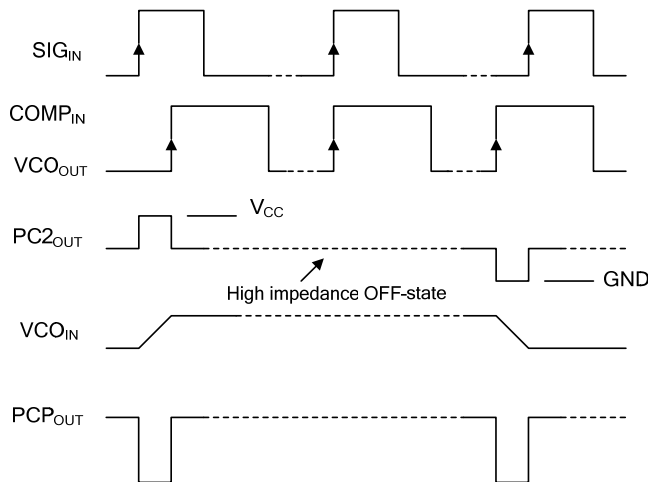 SIG_IN
COMP_IN
VCO_OUT
V_CC
PC2_OUT
GND
High impedance OFF-state
VCO_IN
PCP_OUT